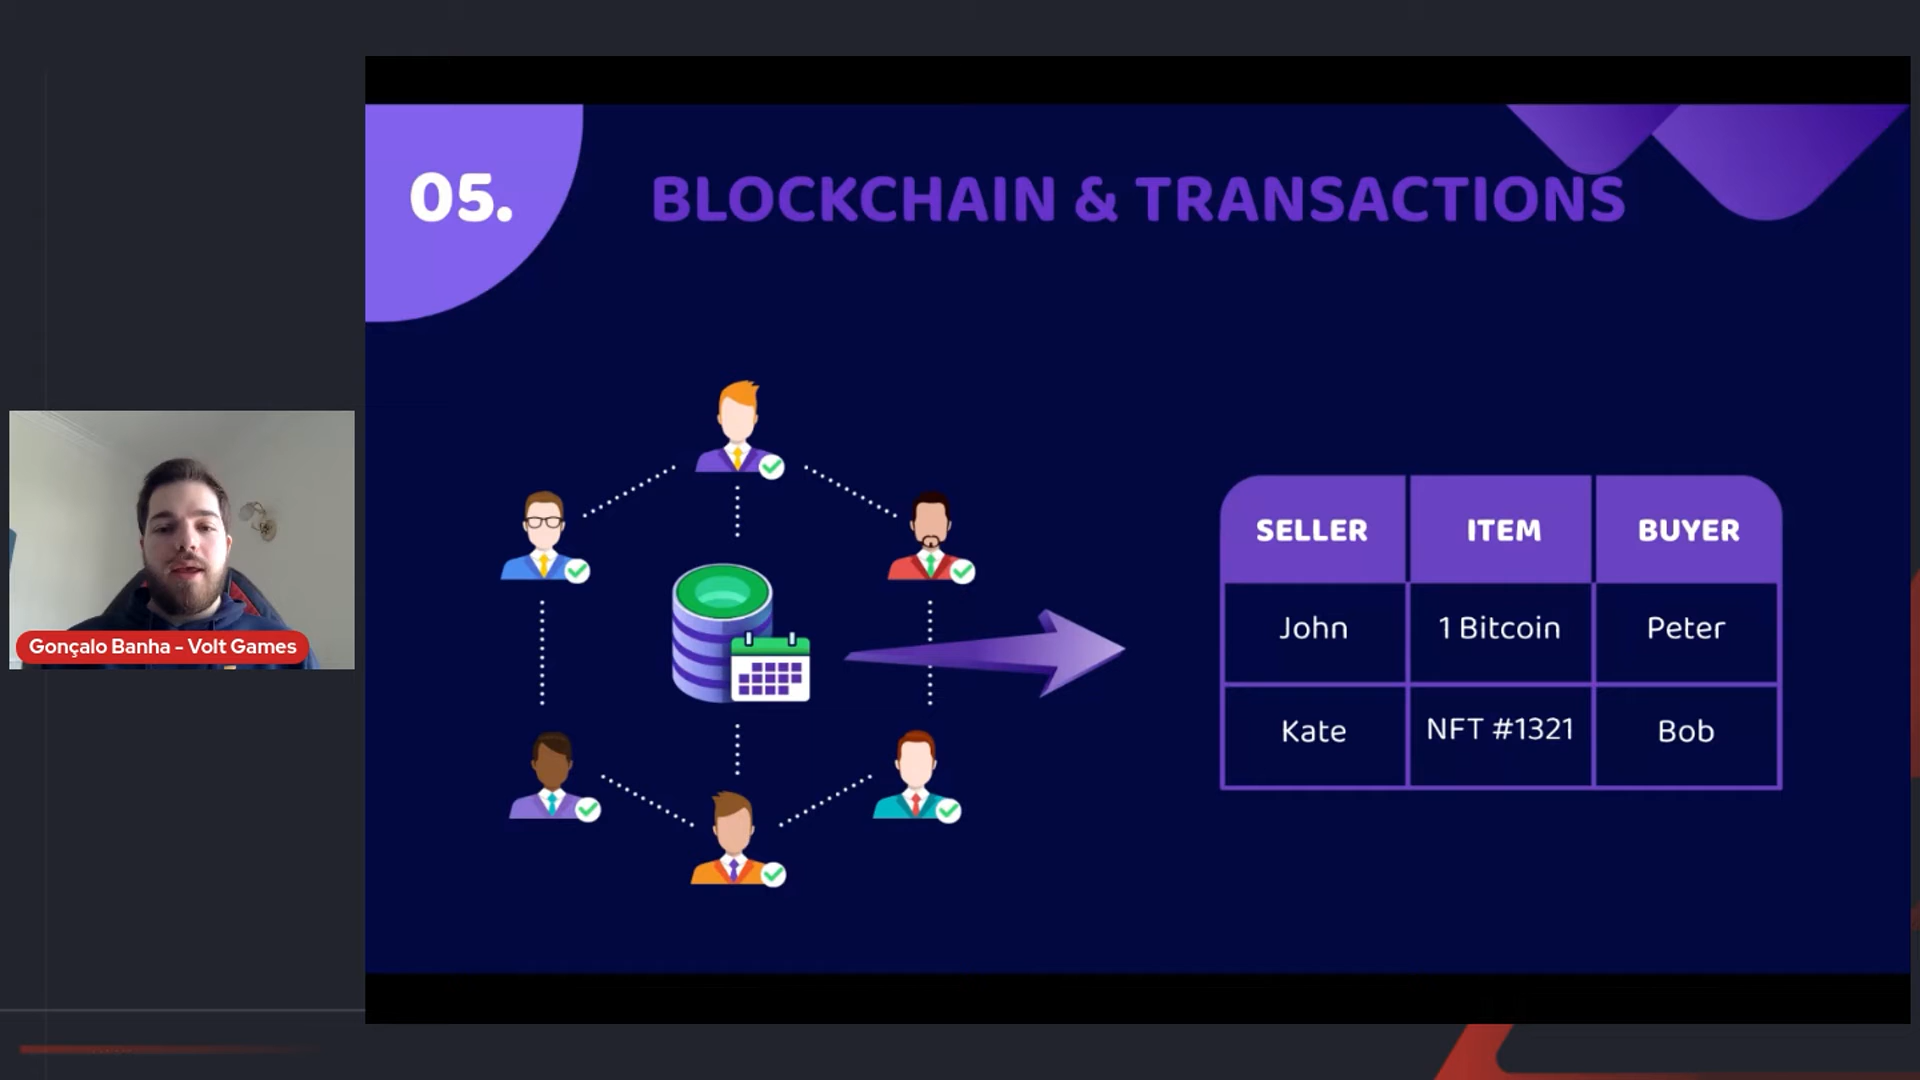 05.
BLOCKCHAIN & TRANSACTIONS
SELLER ITEM BUYER
John 1 Bitcoin Peter
Kate NFT #1321 Bob
Gonçalo Banha - Volt Games